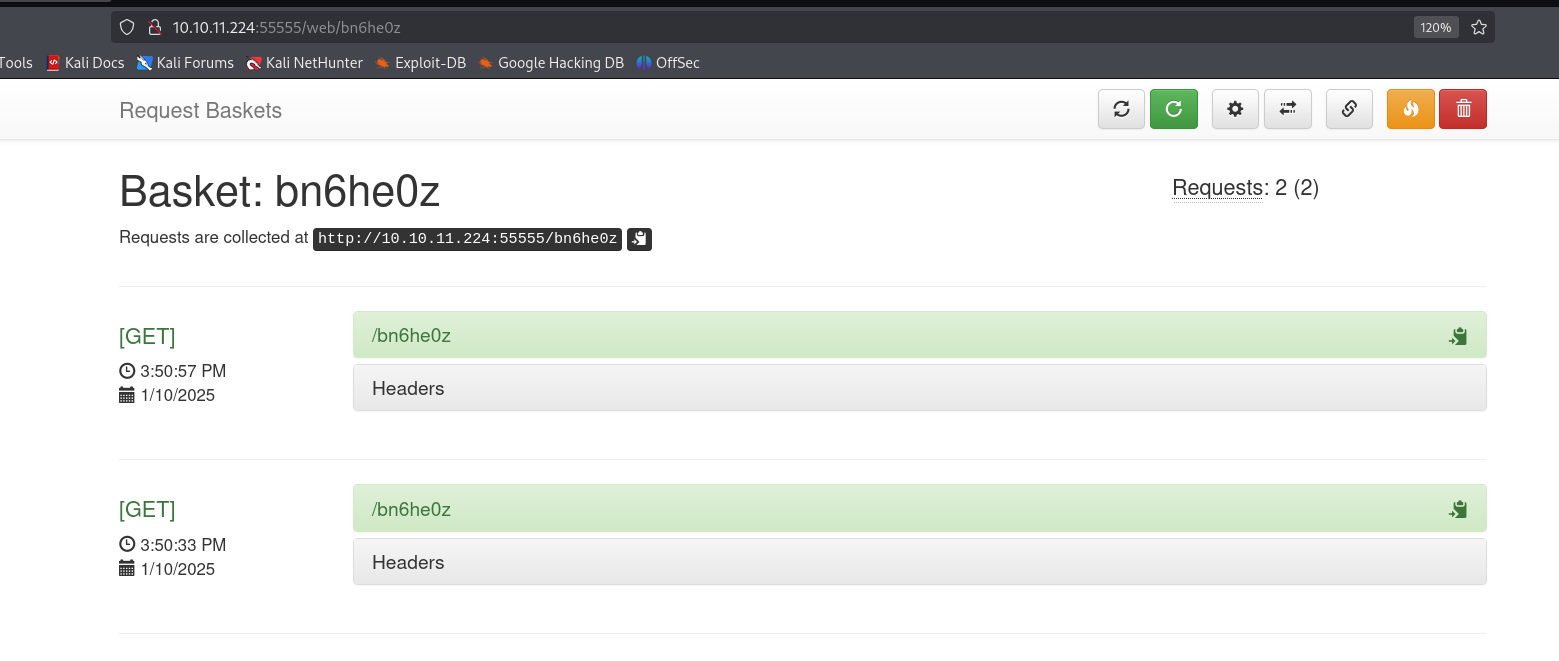 10.10.11.224:55555/web/bn6he0z 120%
Tools Kali Docs Kali Forums Kali NetHunter Exploit-DB Google Hacking DB OffSec
Request Baskets
Basket: bn6he0z
Requests: 2 (2)
Requests are collected at http://10.10.11.224:55555/bn6he0z
[GET]
3:50:57 PM
1/10/2025
/bn6he0z
Headers
[GET]
3:50:33 PM
1/10/2025
/bn6he0z
Headers